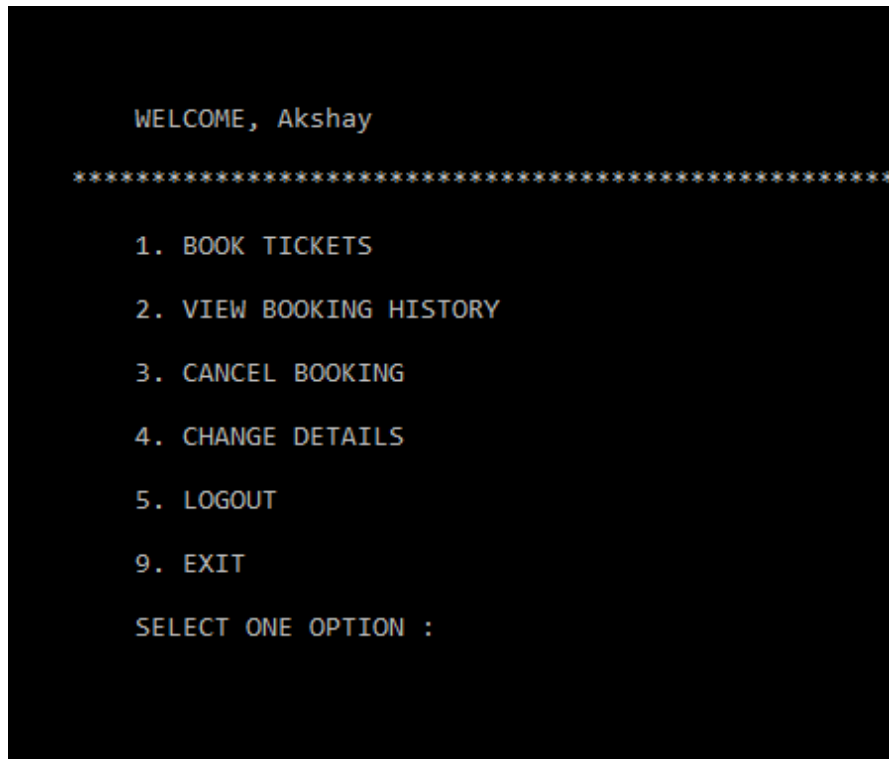 WELCOME, Akshay
****************************************************
1. BOOK TICKETS
2. VIEW BOOKING HISTORY
3. CANCEL BOOKING
4. CHANGE DETAILS
5. LOGOUT
9. EXIT
SELECT ONE OPTION :